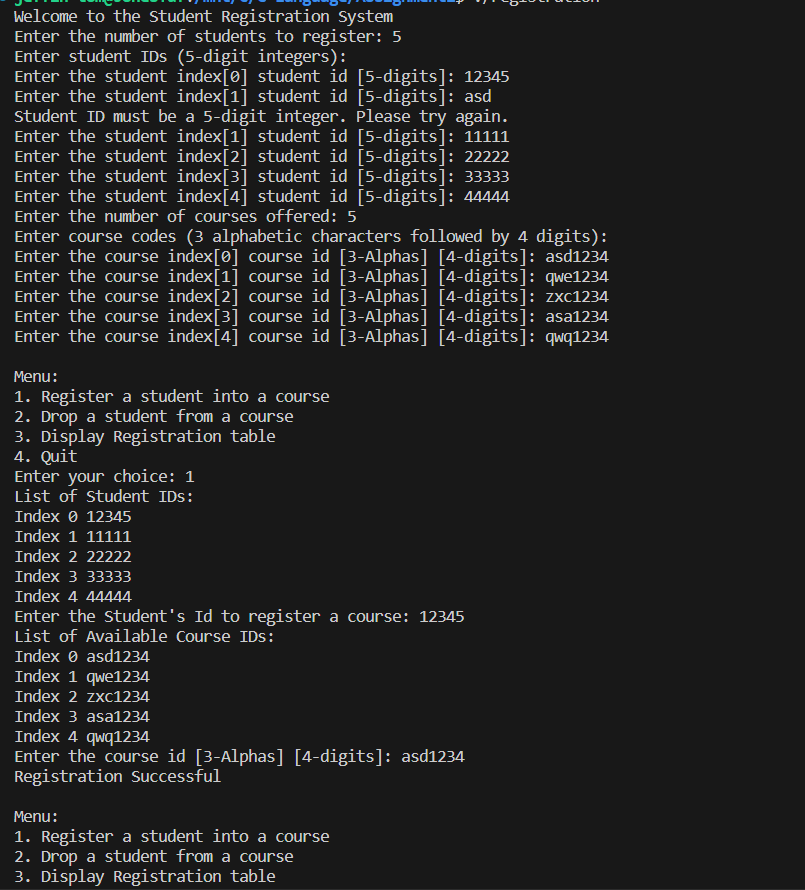 Welcome to the Student Registration System
Enter the number of students to register: 5
Enter student IDs (5-digit integers):
Enter the student index[0] student id [5-digits]: 12345
Enter the student index[1] student id [5-digits]: asd
Student ID must be a 5-digit integer. Please try again.
Enter the student index[1] student id [5-digits]: 11111
Enter the student index[2] student id [5-digits]: 22222
Enter the student index[3] student id [5-digits]: 33333
Enter the student index[4] student id [5-digits]: 44444
Enter the number of courses offered: 5
Enter course codes (3 alphabetic characters followed by 4 digits):
Enter the course index[0] course id [3-Alphas] [4-digits]: asd1234
Enter the course index[1] course id [3-Alphas] [4-digits]: qwe1234
Enter the course index[2] course id [3-Alphas] [4-digits]: zxc1234
Enter the course index[3] course id [3-Alphas] [4-digits]: asa1234
Enter the course index[4] course id [3-Alphas] [4-digits]: qwq1234

Menu:
1. Register a student into a course
2. Drop a student from a course
3. Display Registration table
4. Quit
Enter your choice: 1
List of Student IDs:
Index 0 12345
Index 1 11111
Index 2 22222
Index 3 33333
Index 4 44444
Enter the Student's Id to register a course: 12345
List of Available Course IDs:
Index 0 asd1234
Index 1 qwe1234
Index 2 zxc1234
Index 3 asa1234
Index 4 qwq1234
Enter the course id [3-Alphas] [4-digits]: asd1234
Registration Successful

Menu:
1. Register a student into a course
2. Drop a student from a course
3. Display Registration table